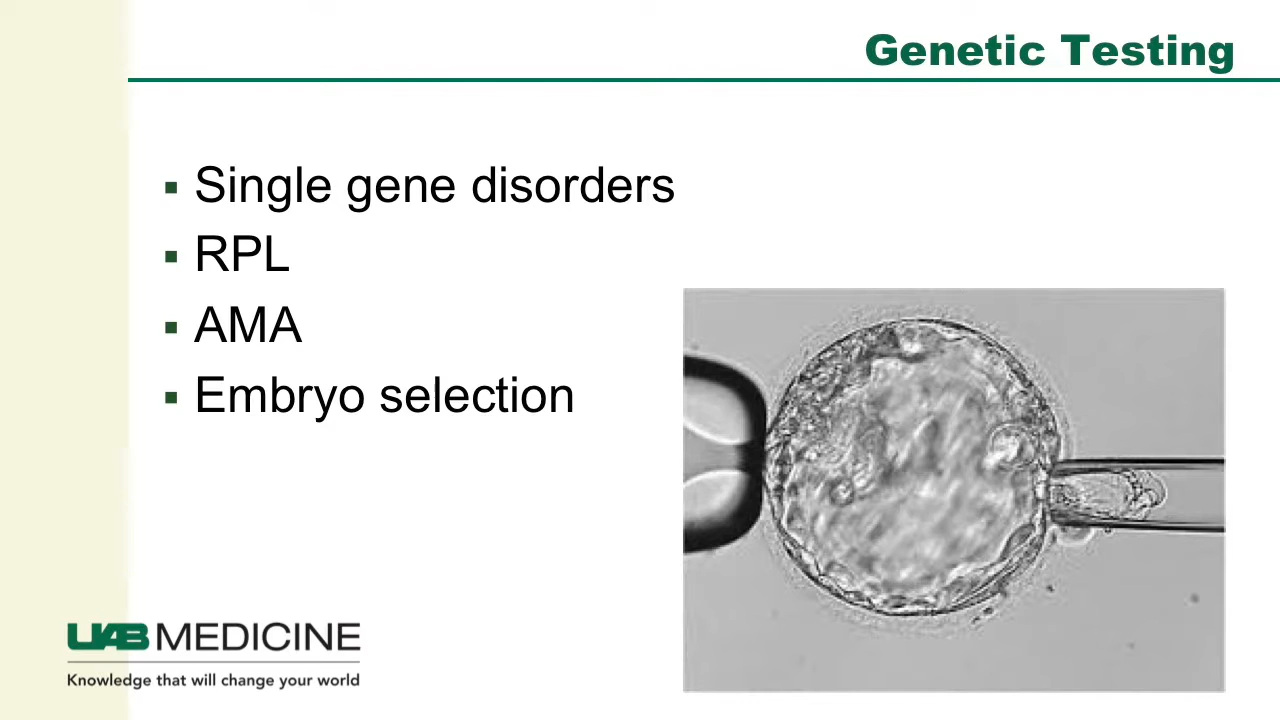 Genetic Testing
Single gene disorders
RPL
AMA
Embryo selection
UAB MEDICINE
Knowledge that will change your world